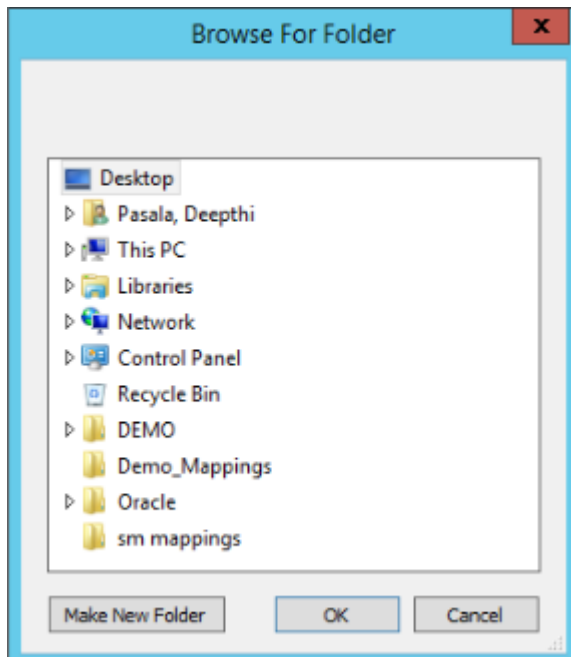 Browse For Folder
x
Desktop
Pasala, Deepthi
This PC
Libraries
Network
Control Panel
Recycle Bin
DEMO
Demo_Mappings
Oracle
sm mappings
Make New Folder OK Cancel